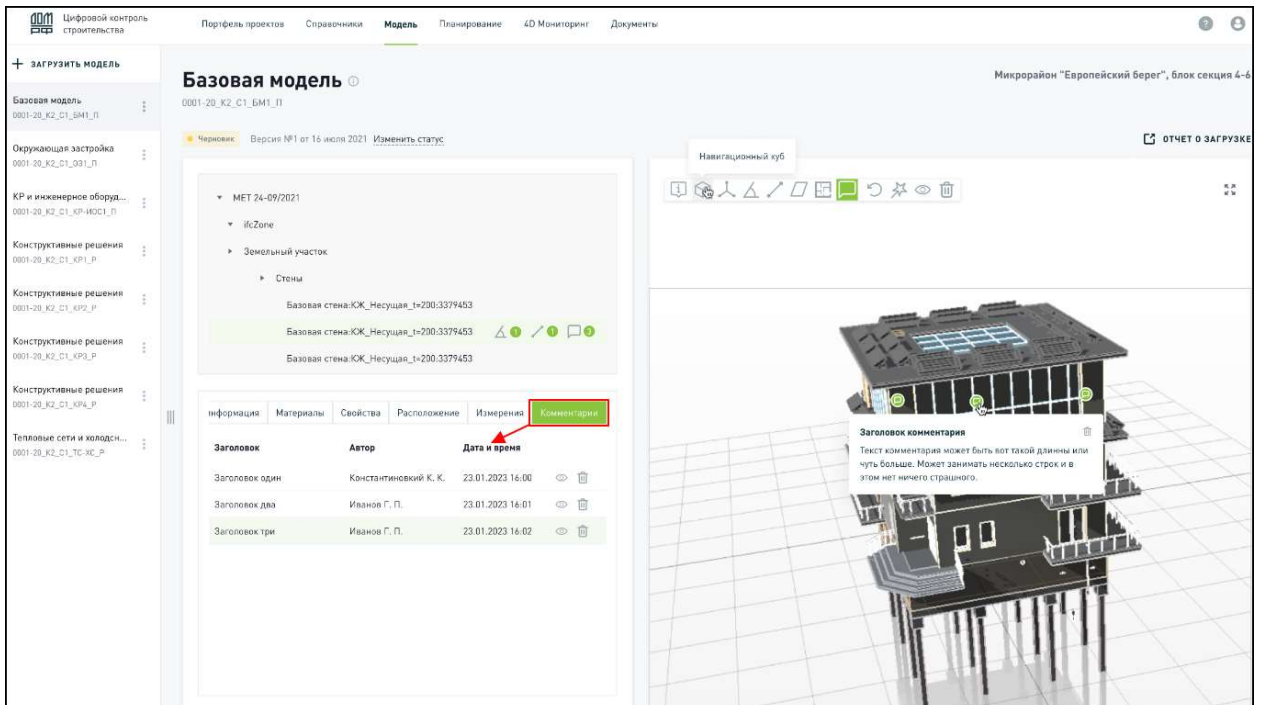 ДОМ
РФ
Цифровой контроль
строительства
Портфель проектов
Справочники
Модель
Планирование
4D Мониторинг
Документы
+ ЗАГРУЗИТЬ МОДЕЛЬ
Базовая модель
0001-20_К2_С1_БМ1_П
Окружающая застройка
0001-20_К2_С1_ОЗ1_П
КР и инженерное оборуд...
0001-20_К2_С1_КР-ИОС1_П
Конструктивные решения
0001-20_К2_С1_КР1_Р
Конструктивные решения
0001-20_К2_С1_КР2_Р
Конструктивные решения
0001-20_К2_С1_КР3_Р
Конструктивные решения
0001-20_К2_С1_КР4_Р
Тепловые сети и холодсн...
0001-20_К2_С1_ТС-ХС_Р
Базовая модель
0001-20_К2_С1_БМ1_П
Микрорайон "Европейский берег", блок секция 4-6
Черновик Версия №1 от 16 июля 2021 Изменить статус
ОТЧЕТ О ЗАГРУЗКЕ
МЕТ 24-09/2021
ifcZone
Земельный участок
Стены
Базовая стена:КЖ_Несущая_t=200:3379453
Базовая стена:КЖ_Несущая_t=200:3379453 1 1 3
Базовая стена:КЖ_Несущая_t=200:3379453
нформация Материалы Свойства Расположение Измерения Комментарии
Заголовок Автор Дата и время
Заголовок один Константиновкий К. К. 23.01.2023 16:00
Заголовок два Иванов Г. П. 23.01.2023 16:01
Заголовок три Иванов Г. П. 23.01.2023 16:02
Навигационный куб
Заголовок комментария
Текст комментария может быть вот такой длинны или
чуть больше. Может занимать несколько строк и в
этом нет ничего страшного.